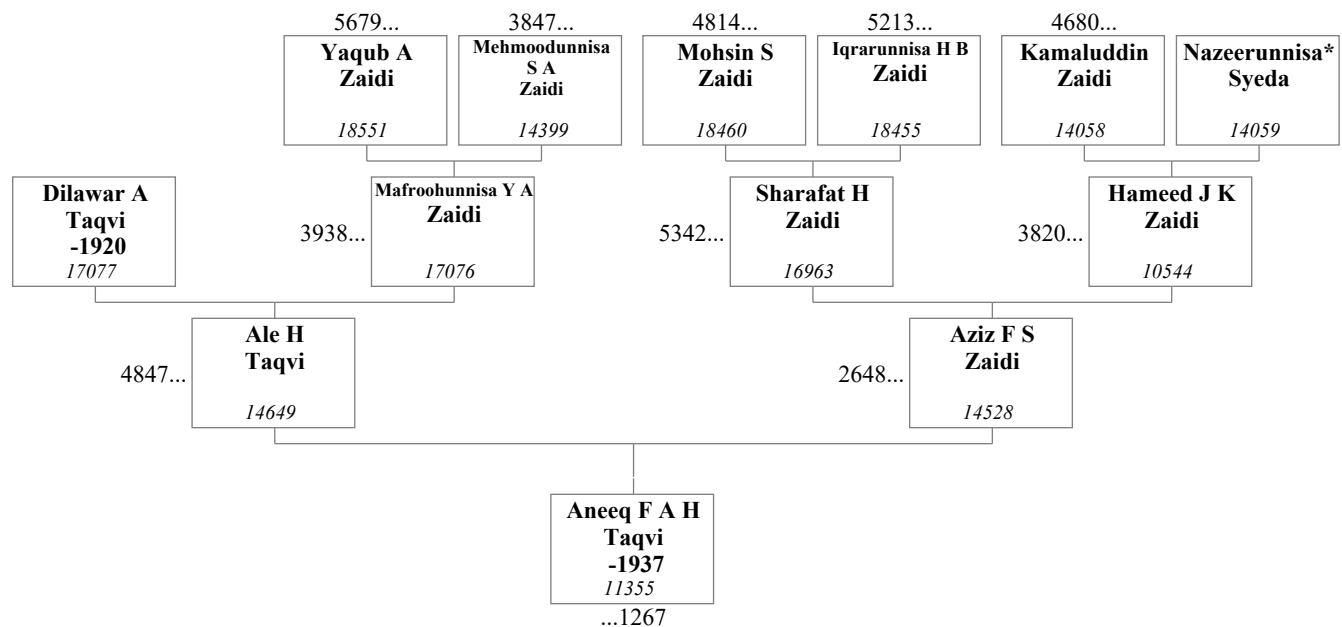 5679...
3847...
4814...
5213...
4680...
Yaqub A
Zaidi
18551
Mehmoodunnisa
S A
Zaidi
14399
Mohsin S
Zaidi
18460
Iqrarunnisa H B
Zaidi
18455
Kamaluddin
Zaidi
14058
Nazeerunnisa*
Syeda
14059
Dilawar A
Taqvi
-1920
17077
3938...
Mafroohunnisa Y A
Zaidi
17076
5342...
Sharafat H
Zaidi
16963
3820...
Hameed J K
Zaidi
10544
4847...
Ale H
Taqvi
14649
2648...
Aziz F S
Zaidi
14528
Aneeq F A H
Taqvi
-1937
11355
...1267